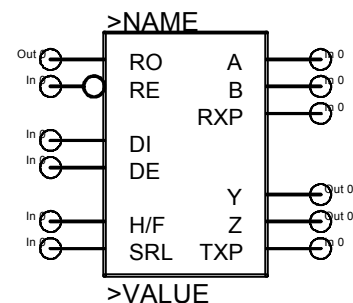 >NAME
Out 0 RO A In 0
In 0 RE B In 0
RXP In 0
In 0 DI
In 0 DE
Y Out 0
In 0 H/F Z Out 0
In 0 SRL TXP In 0
>VALUE